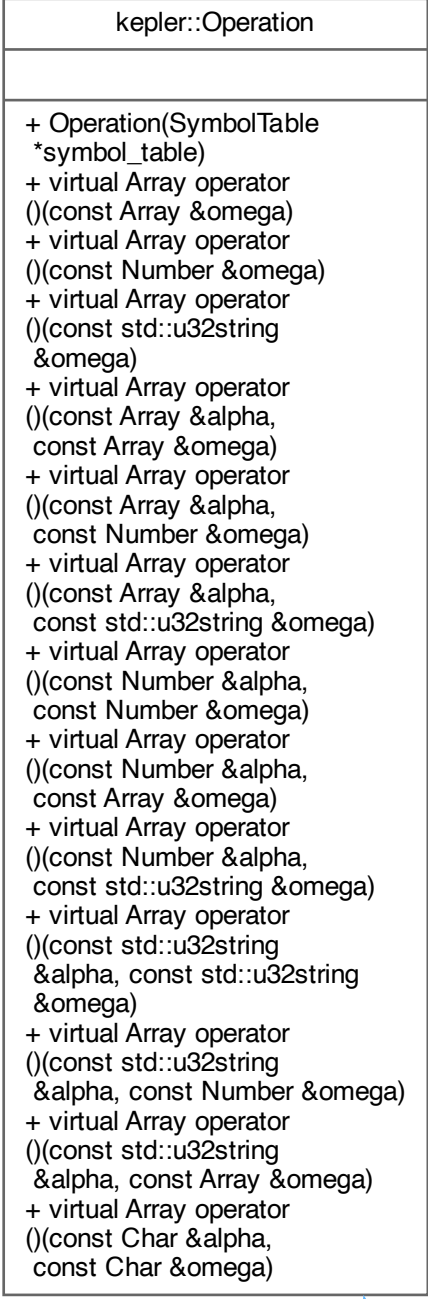 kepler::Operation
+ Operation(SymbolTable
*symbol_table)
+ virtual Array operator
()(const Array &omega)
+ virtual Array operator
()(const Number &omega)
+ virtual Array operator
()(const std::u32string
&omega)
+ virtual Array operator
()(const Array &alpha,
const Array &omega)
+ virtual Array operator
()(const Array &alpha,
const Number &omega)
+ virtual Array operator
()(const Array &alpha,
const std::u32string &omega)
+ virtual Array operator
()(const Number &alpha,
const Number &omega)
+ virtual Array operator
()(const Number &alpha,
const Array &omega)
+ virtual Array operator
()(const Number &alpha,
const std::u32string &omega)
+ virtual Array operator
()(const std::u32string
&alpha, const std::u32string
&omega)
+ virtual Array operator
()(const std::u32string
&alpha, const Number &omega)
+ virtual Array operator
()(const std::u32string
&alpha, const Array &omega)
+ virtual Array operator
()(const Char &alpha,
const Char &omega)